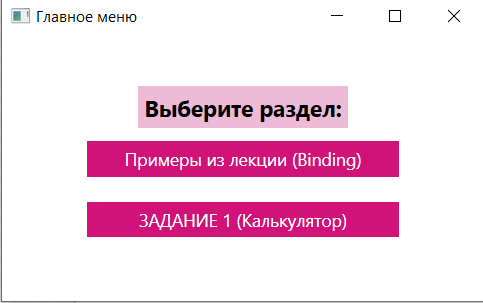 Главное меню
Выберите раздел:
Примеры из лекции (Binding)
ЗАДАНИЕ 1 (Калькулятор)